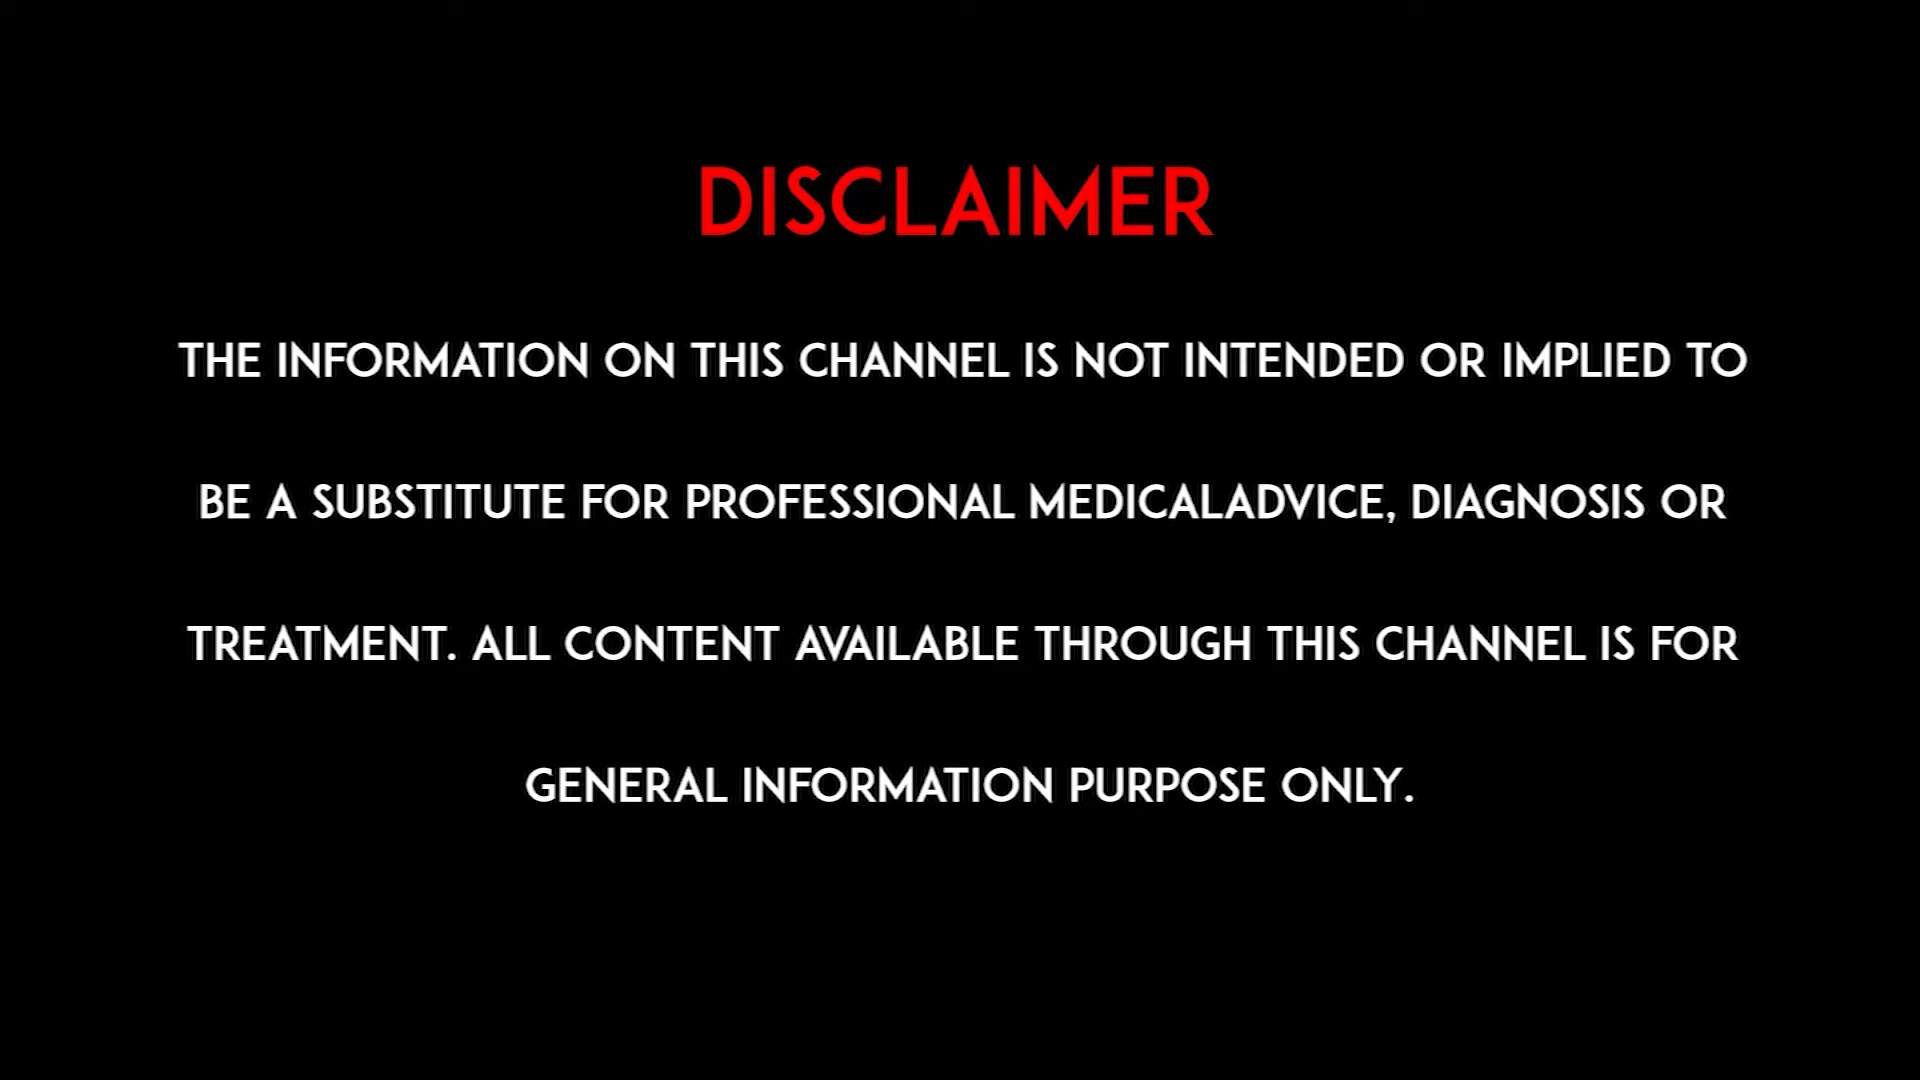 DISCLAIMER
THE INFORMATION ON THIS CHANNEL IS NOT INTENDED OR IMPLIED TO
BE A SUBSTITUTE FOR PROFESSIONAL MEDICALADVICE, DIAGNOSIS OR
TREATMENT. ALL CONTENT AVAILABLE THROUGH THIS CHANNEL IS FOR
GENERAL INFORMATION PURPOSE ONLY.